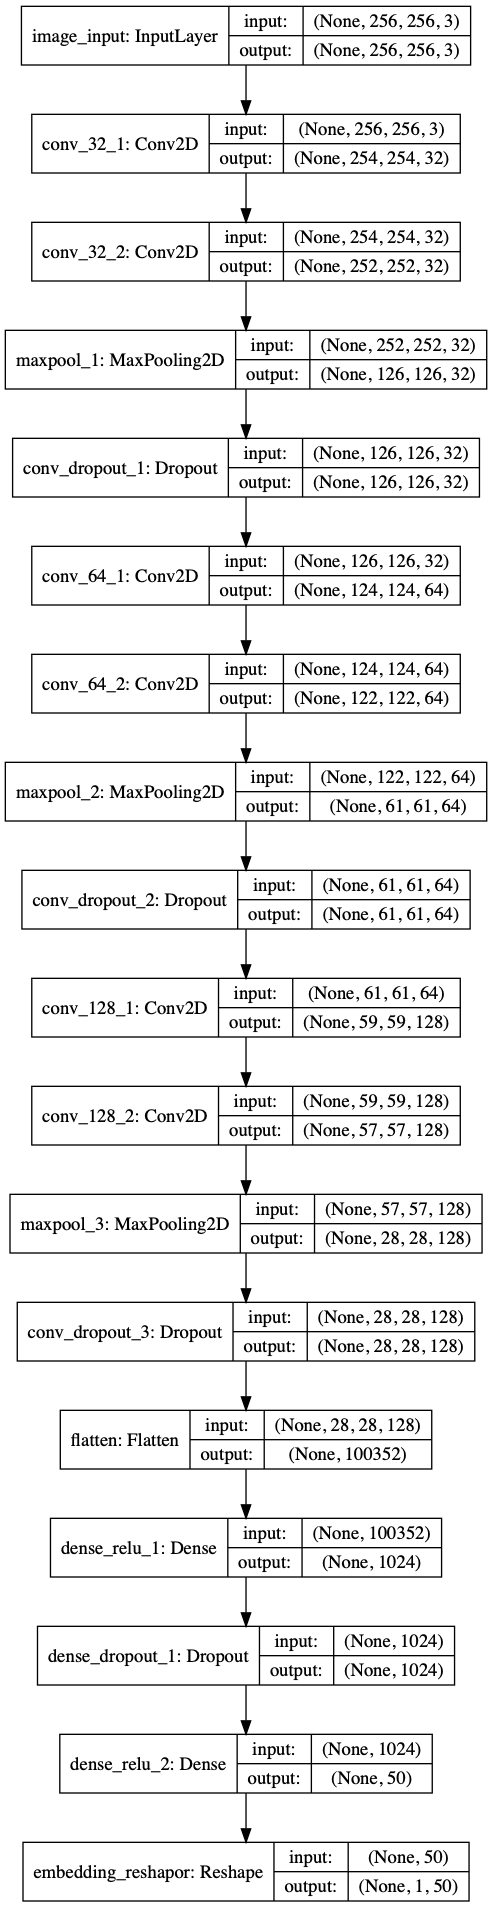 image_input: InputLayer
input: (None, 256, 256, 3)
output: (None, 256, 256, 3)
conv_32_1: Conv2D
input: (None, 256, 256, 3)
output: (None, 254, 254, 32)
conv_32_2: Conv2D
input: (None, 254, 254, 32)
output: (None, 252, 252, 32)
maxpool_1: MaxPooling2D
input: (None, 252, 252, 32)
output: (None, 126, 126, 32)
conv_dropout_1: Dropout
input: (None, 126, 126, 32)
output: (None, 126, 126, 32)
conv_64_1: Conv2D
input: (None, 126, 126, 32)
output: (None, 124, 124, 64)
conv_64_2: Conv2D
input: (None, 124, 124, 64)
output: (None, 122, 122, 64)
maxpool_2: MaxPooling2D
input: (None, 122, 122, 64)
output: (None, 61, 61, 64)
conv_dropout_2: Dropout
input: (None, 61, 61, 64)
output: (None, 61, 61, 64)
conv_128_1: Conv2D
input: (None, 61, 61, 64)
output: (None, 59, 59, 128)
conv_128_2: Conv2D
input: (None, 59, 59, 128)
output: (None, 57, 57, 128)
maxpool_3: MaxPooling2D
input: (None, 57, 57, 128)
output: (None, 28, 28, 128)
conv_dropout_3: Dropout
input: (None, 28, 28, 128)
output: (None, 28, 28, 128)
flatten: Flatten
input: (None, 28, 28, 128)
output: (None, 100352)
dense_relu_1: Dense
input: (None, 100352)
output: (None, 1024)
dense_dropout_1: Dropout
input: (None, 1024)
output: (None, 1024)
dense_relu_2: Dense
input: (None, 1024)
output: (None, 50)
embedding_reshapor: Reshape
input: (None, 50)
output: (None, 1, 50)